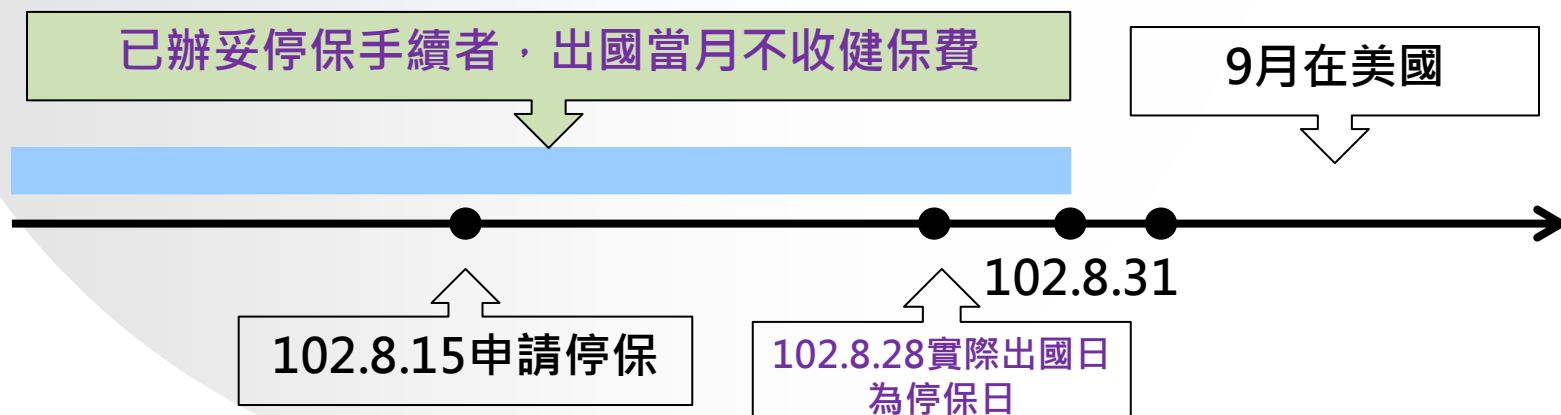 已辦妥停保手續者，出國當月不收健保費
9月在美國
102.8.31
102.8.15申請停保
102.8.28實際出國日
為停保日